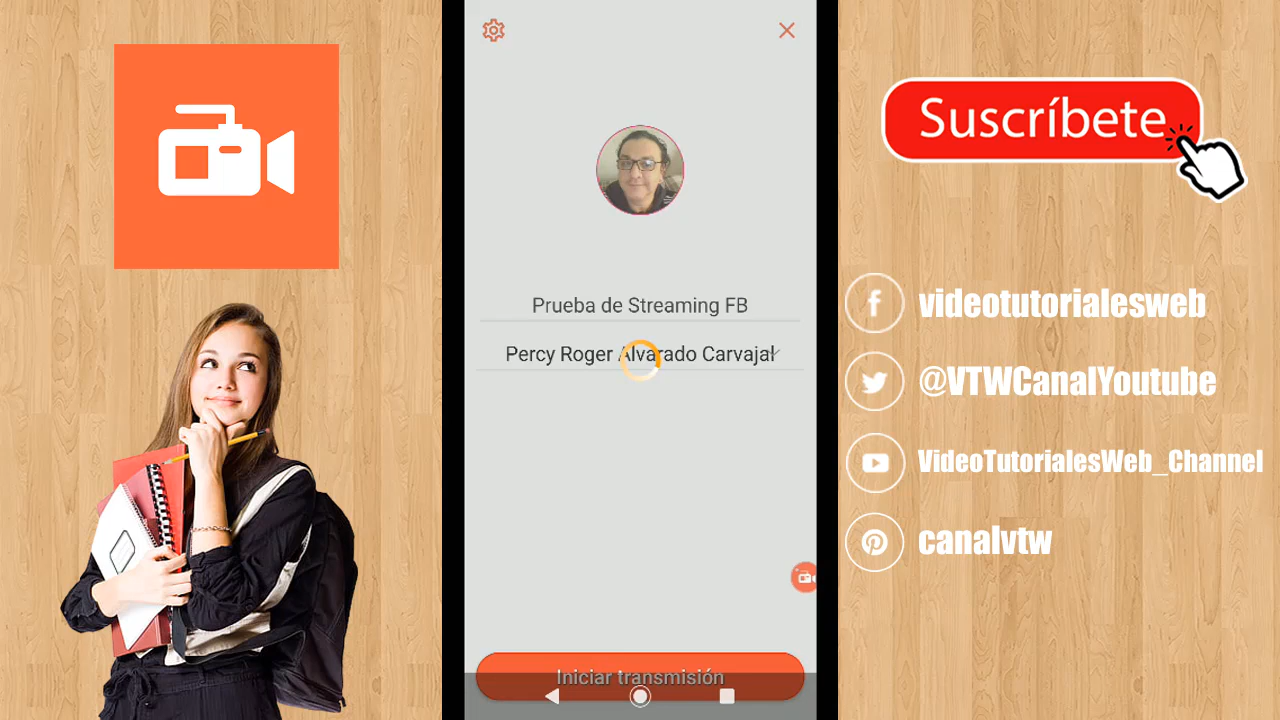 Prueba de Streaming FB
Percy Roger Alvarado Carvajal
Iniciar transmisión
Suscríbete
videotutorialesweb
@VTWCanalYoutube
VideoTutorialesWeb_Channel
canalvtw